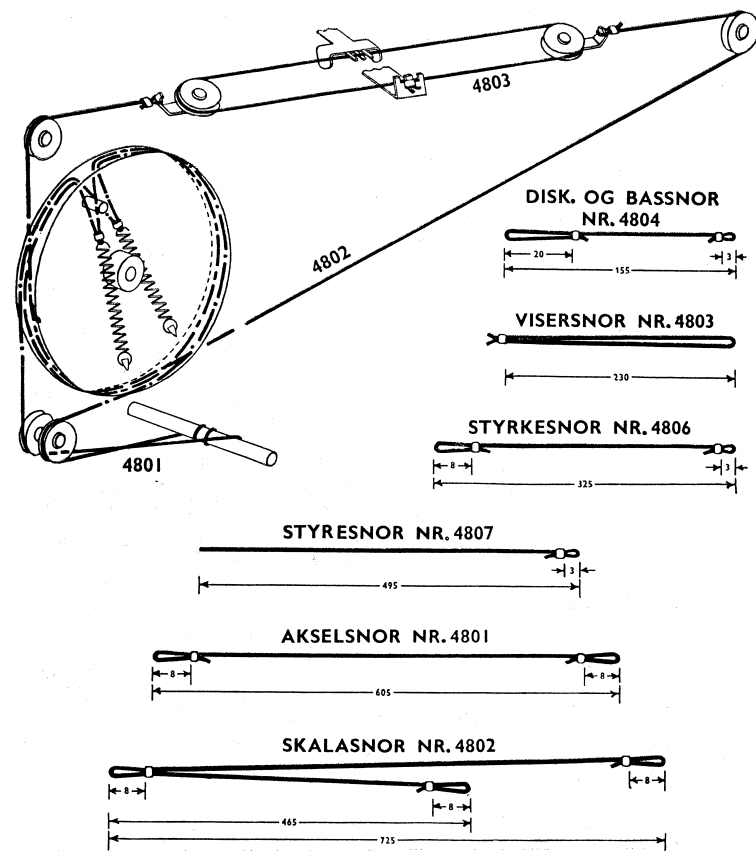 4803
4802
4801
DISK. OG BASSNOR
NR. 4804
20
3
155
VISERSNOR NR. 4803
230
STYRKESNOR NR. 4806
8
3
325
STYRESNOR NR. 4807
3
495
AKSELSNOR NR. 4801
8
8
605
SKALASNOR NR. 4802
8
8
465
725